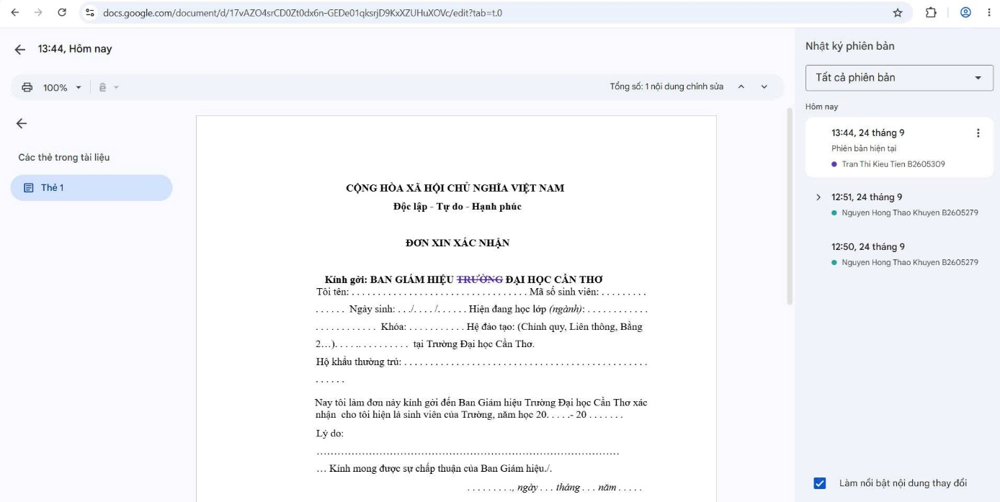 docs.google.com/document/d/17vAZO4srCD0Zt0dx6n-GEDe01qksrjD9KxXZUHuXOVc/edit?tab=t.0
13:44, Hôm nay
100%
Tổng số: 1 nội dung chỉnh sửa
Các thẻ trong tài liệu
Thẻ 1
CỘNG HÒA XÃ HỘI CHỦ NGHĨA VIỆT NAM
Độc lập - Tự do - Hạnh phúc
ĐƠN XIN XÁC NHẬN
Kính gởi: BAN GIÁM HIỆU TRƯỜNG ĐẠI HỌC CẦN THƠ
Tôi tên: . . . . . . . . . . . . . . . . . . . . . . . . . . . . . . . . . . Mã số sinh viên: . . . . . . . . .
. . . . . . Ngày sinh: . . ./. . . . /. . . . . . Hiện đang học lớp (ngành): . . . . . . . . . . . .
. . . . . . . . . . . . Khóa: . . . . . . . . . . . Hệ đào tạo: (Chính quy, Liên thông, Bằng
2…). . . . .. . . . . . . . . . tại Trường Đại học Cần Thơ.
Hộ khẩu thường trú: . . . . . . . . . . . . . . . . . . . . . . . . . . . . . . . . . . . . . . . . . . . . . . .
. . . . . .
Nay tôi làm đơn này kính gởi đến Ban Giám hiệu Trường Đại học Cần Thơ xác
nhận cho tôi hiện là sinh viên của Trường, năm học 20. . . . .- 20 . . . . . . .
Lý do:
……………………………………………………………………………
… Kính mong được sự chấp thuận của Ban Giám hiệu./.
. . . . . . . . ., ngày . . . tháng . . . năm . . . . .
Nhật ký phiên bản
Tất cả phiên bản
Hôm nay
13:44, 24 tháng 9
Phiên bản hiện tại
Tran Thi Kieu Tien B2605309
12:51, 24 tháng 9
Nguyen Hong Thao Khuyen B2605279
12:50, 24 tháng 9
Nguyen Hong Thao Khuyen B2605279
Làm nổi bật nội dung thay đổi